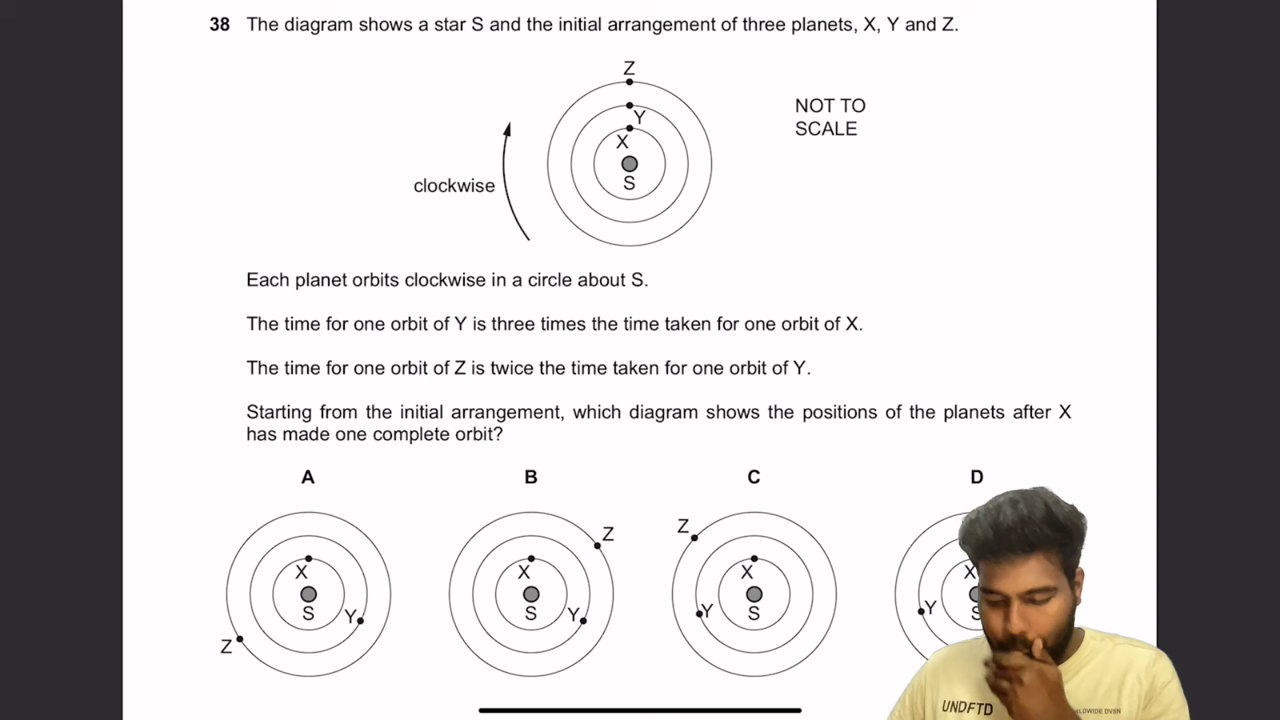 38 The diagram shows a star S and the initial arrangement of three planets, X, Y and Z.
Z
Y
X
S
clockwise
NOT TO
SCALE
Each planet orbits clockwise in a circle about S.
The time for one orbit of Y is three times the time taken for one orbit of X.
The time for one orbit of Z is twice the time taken for one orbit of Y.
Starting from the initial arrangement, which diagram shows the positions of the planets after X
has made one complete orbit?
A B C D
X
S
Y
Z
Z
X
S
Y
Z
X
Y
S
X
Y
S
UNDFTD